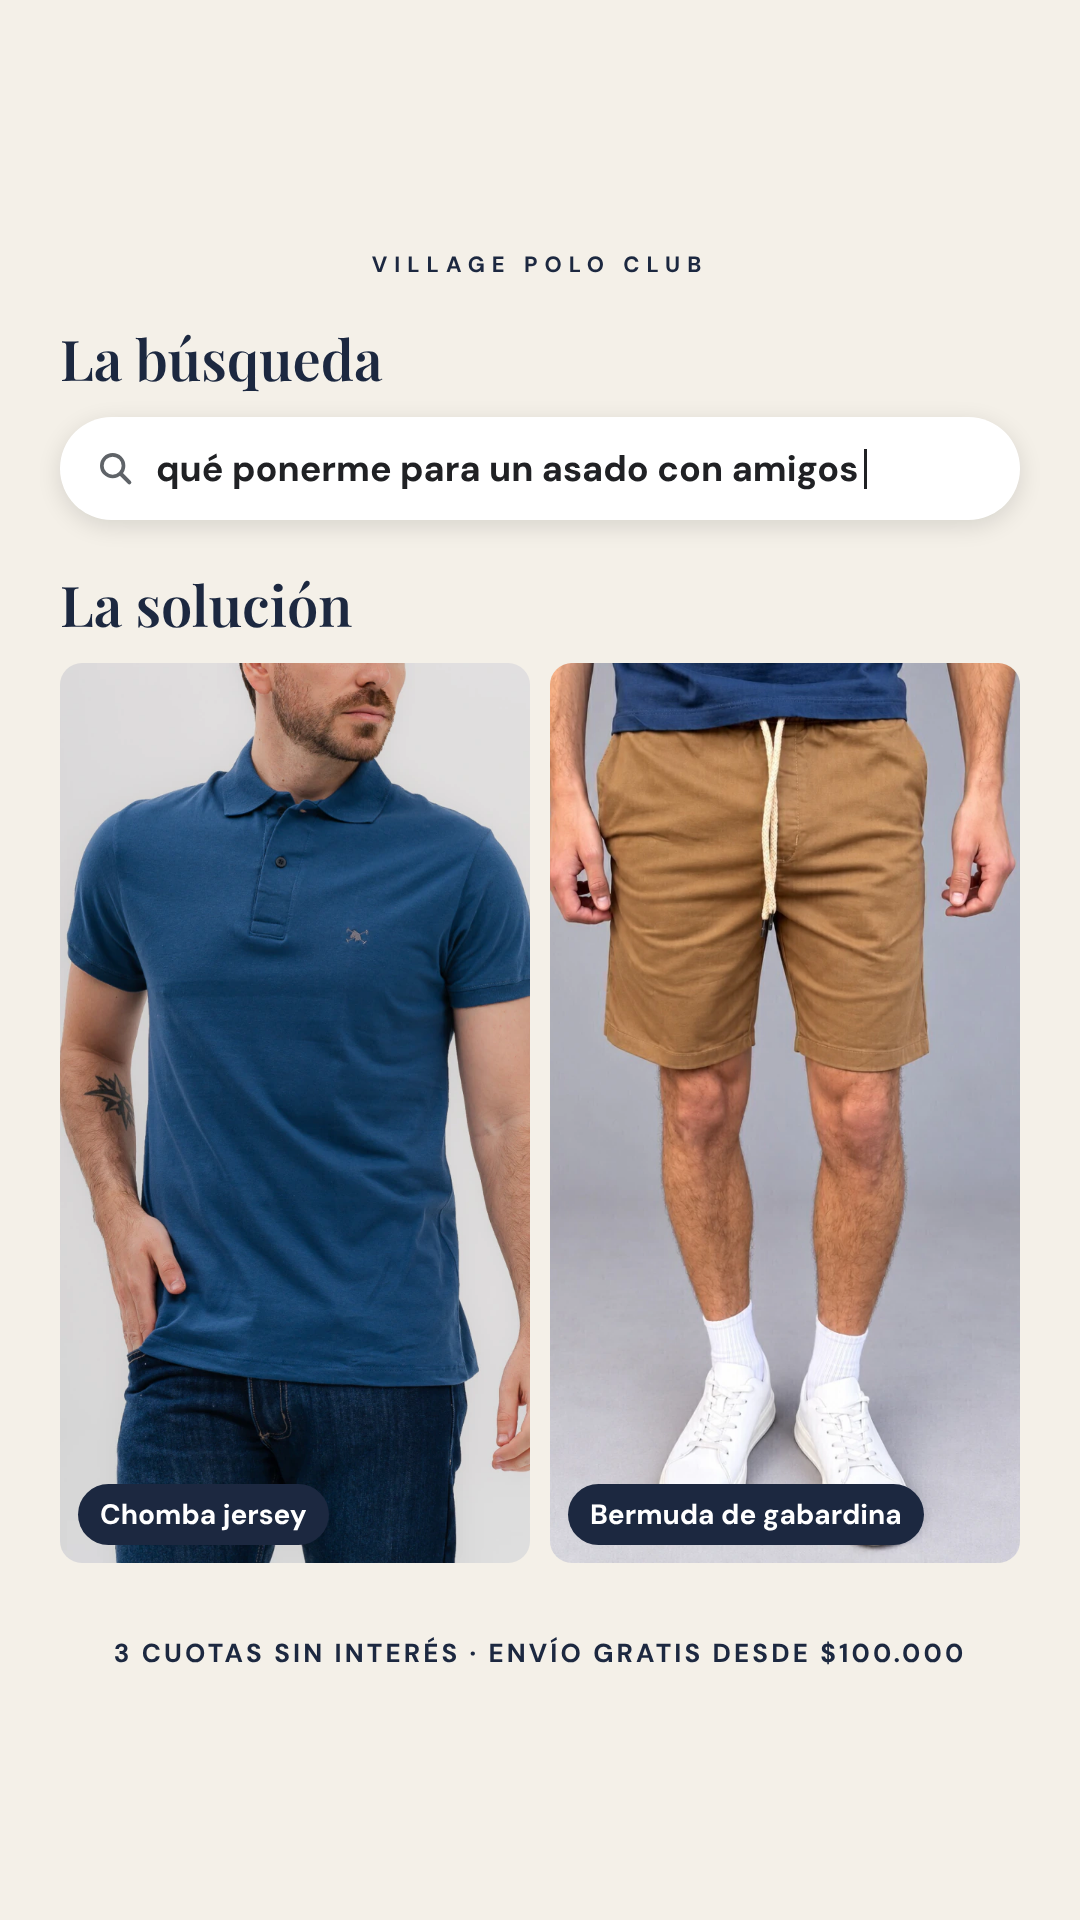 VILLAGE POLO CLUB
La búsqueda
qué ponerme para un asado con amigos
La solución
Chomba jersey
Bermuda de gabardina
3 CUOTAS SIN INTERÉS · ENVÍO GRATIS DESDE $100.000